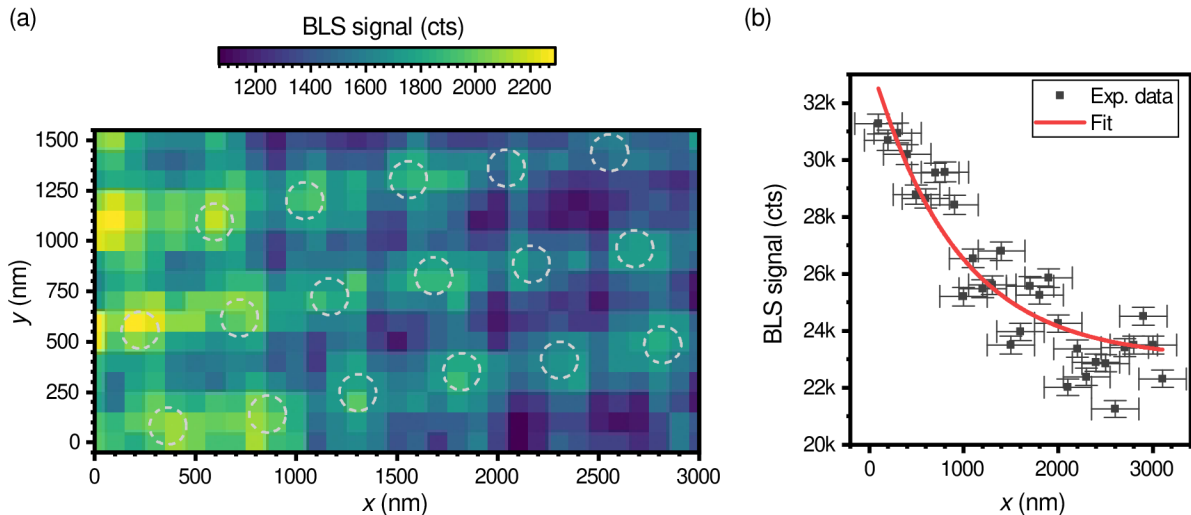 (a)
BLS signal (cts)
1200 1400 1600 1800 2000 2200
1500
1250
1000
750
500
250
0
y (nm)
0 500 1000 1500 2000 2500 3000
x (nm)
(b)
32k
30k
28k
26k
24k
22k
20k
BLS signal (cts)
Exp. data
Fit
0 1000 2000 3000
x (nm)